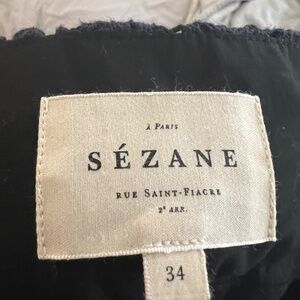 À PARIS
SÉZANE
RUE SAINT-FIACRE
2E ARR.
34